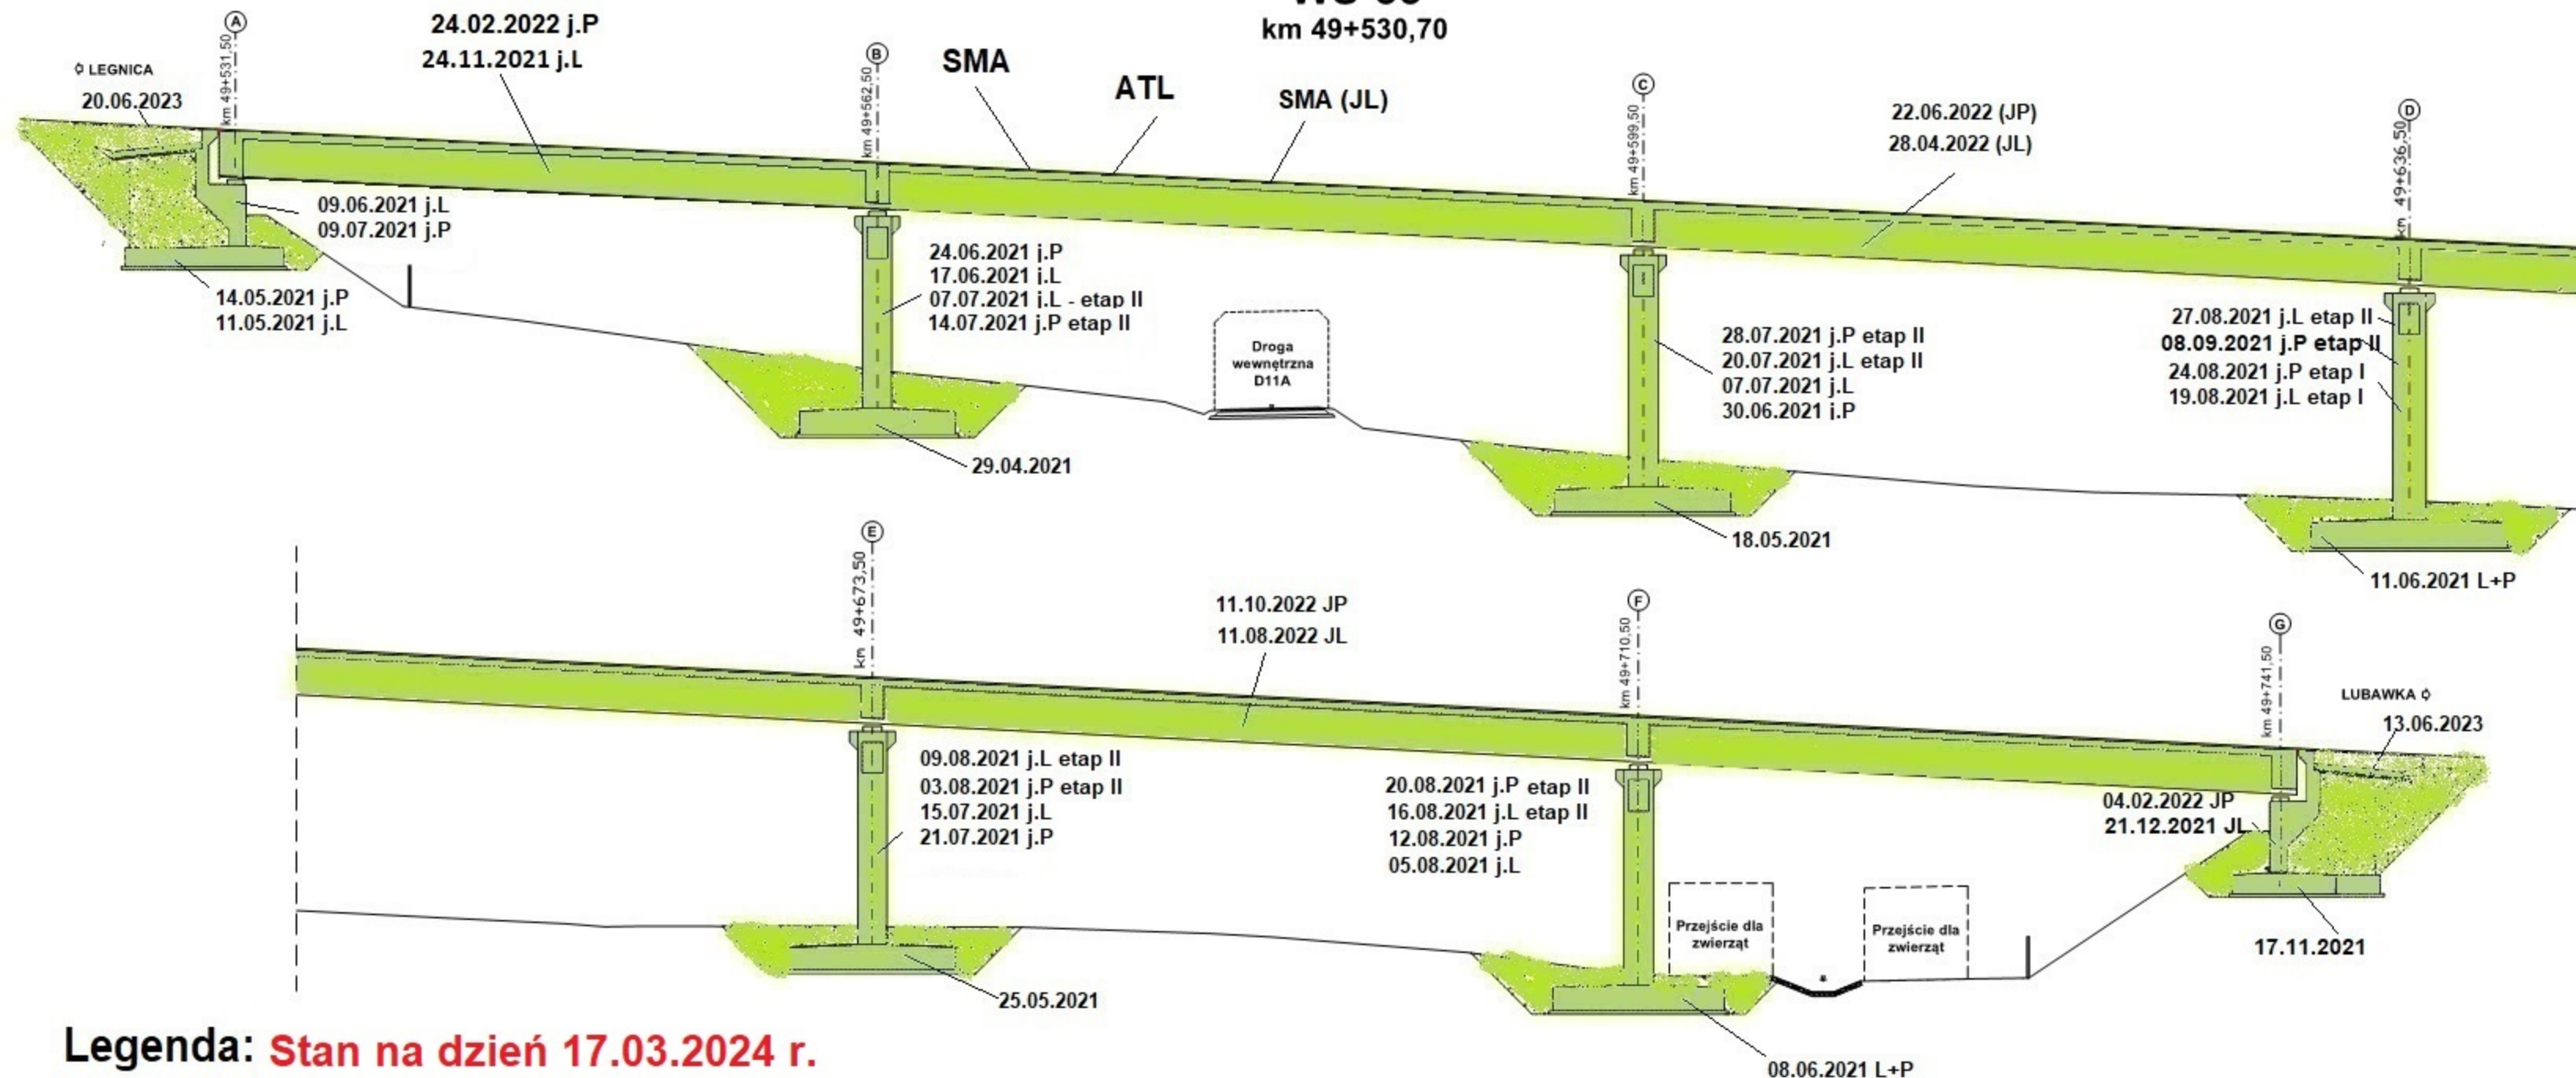 km 49+530,70
A
km 49+531,50
LEGNICA
20.06.2023
24.02.2022 j.P
24.11.2021 j.L
B
km 49+562,50
SMA
ATL
SMA (JL)
C
km 49+599,50
22.06.2022 (JP)
28.04.2022 (JL)
D
km 49+636,50
09.06.2021 j.L
09.07.2021 j.P
14.05.2021 j.P
11.05.2021 j.L
24.06.2021 j.P
17.06.2021 j.L
07.07.2021 j.L - etap II
14.07.2021 j.P etap II
29.04.2021
Droga
wewnętrzna
D11A
28.07.2021 j.P etap II
20.07.2021 j.L etap II
07.07.2021 j.L
30.06.2021 j.P
18.05.2021
27.08.2021 j.L etap II
08.09.2021 j.P etap II
24.08.2021 j.P etap I
19.08.2021 j.L etap I
11.06.2021 L+P
E
km 49+673,50
11.10.2022 JP
11.08.2022 JL
F
km 49+710,50
G
km 49+741,50
LUBAWKA
13.06.2023
09.08.2021 j.L etap II
03.08.2021 j.P etap II
15.07.2021 j.L
21.07.2021 j.P
25.05.2021
20.08.2021 j.P etap II
16.08.2021 j.L etap II
12.08.2021 j.P
05.08.2021 j.L
Przejście dla
zwierząt
Przejście dla
zwierząt
04.02.2022 JP
21.12.2021 JL
17.11.2021
08.06.2021 L+P
Legenda: Stan na dzień 17.03.2024 r.